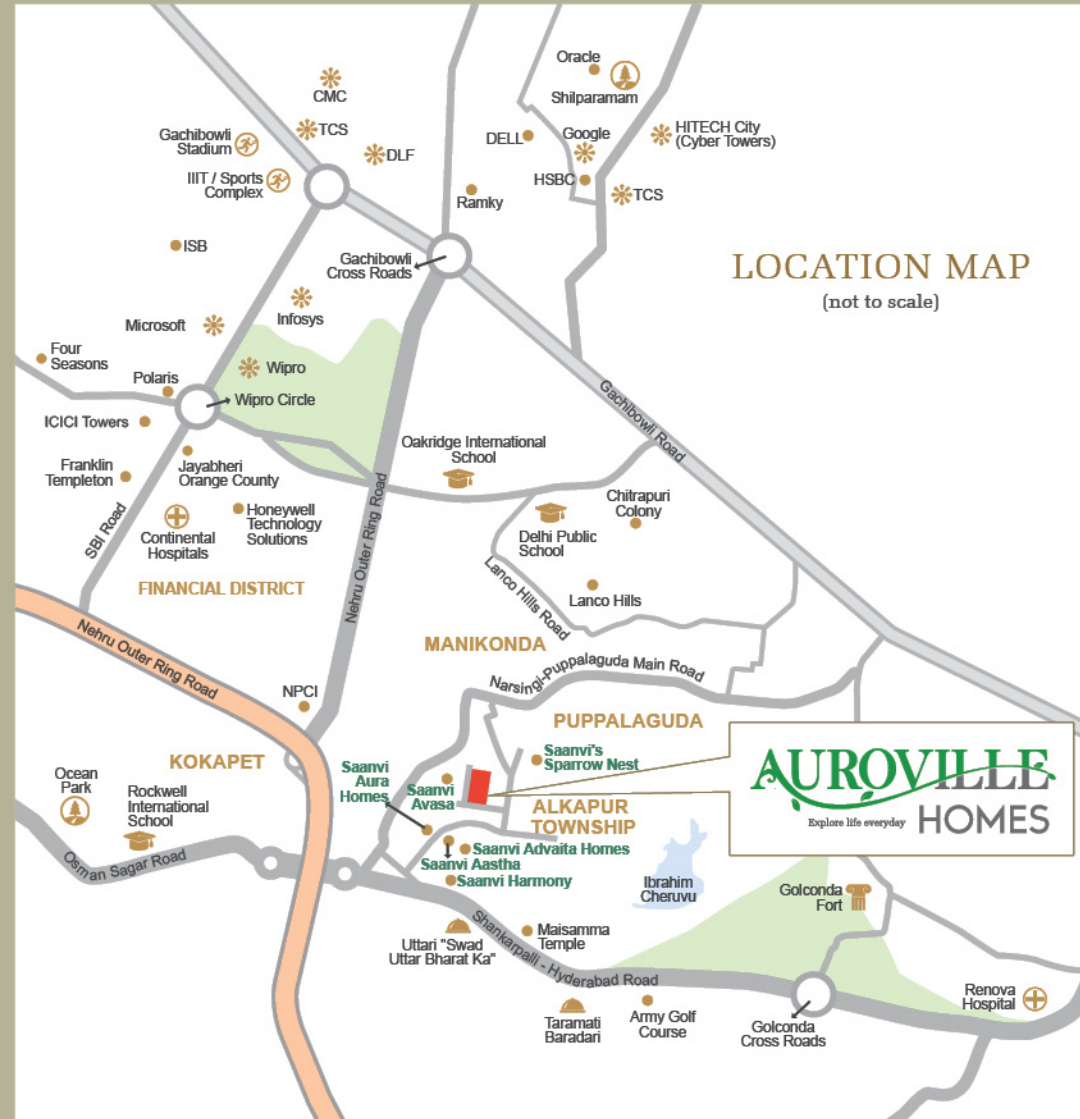 Oracle
Shilparamam
CMC
TCS
DLF
Gachibowli
Stadium
IIIT / Sports
Complex
DELL
Google
HITECH City
(Cyber Towers)
HSBC
TCS
Ramky
ISB
Gachibowli
Cross Roads
LOCATION MAP
(not to scale)
Infosys
Microsoft
Four
Seasons
Wipro
Polaris
Wipro Circle
ICICI Towers
Gachibowli Road
Oakridge International
School
Franklin
Templeton
Jayabheri
Orange County
Honeywell
Technology
Solutions
Continental
Hospitals
SBI Road
Nehru Outer Ring Road
Chitrapuri
Colony
Delhi Public
School
Lanco Hills Road
Lanco Hills
FINANCIAL DISTRICT
Nehru Outer Ring Road
MANIKONDA
Narsingi-Puppalaguda Main Road
NPCI
PUPPALAGUDA
KOKAPET
Saanvi's
Sparrow Nest
Saanvi
Aura
Homes
Saanvi
Avasa
ALKAPUR
TOWNSHIP
AUROVILLE
Explore life everyday
HOMES
Ocean
Park
Rockwell
International
School
Osman Sagar Road
Saanvi Advaita Homes
Saanvi Aastha
Saanvi Harmony
Ibrahim
Cheruvu
Golconda
Fort
Uttari "Swad
Uttar Bharat Ka"
Maisamma
Temple
Shankarpalli - Hyderabad Road
Taramati
Baradari
Army Golf
Course
Golconda
Cross Roads
Renova
Hospital